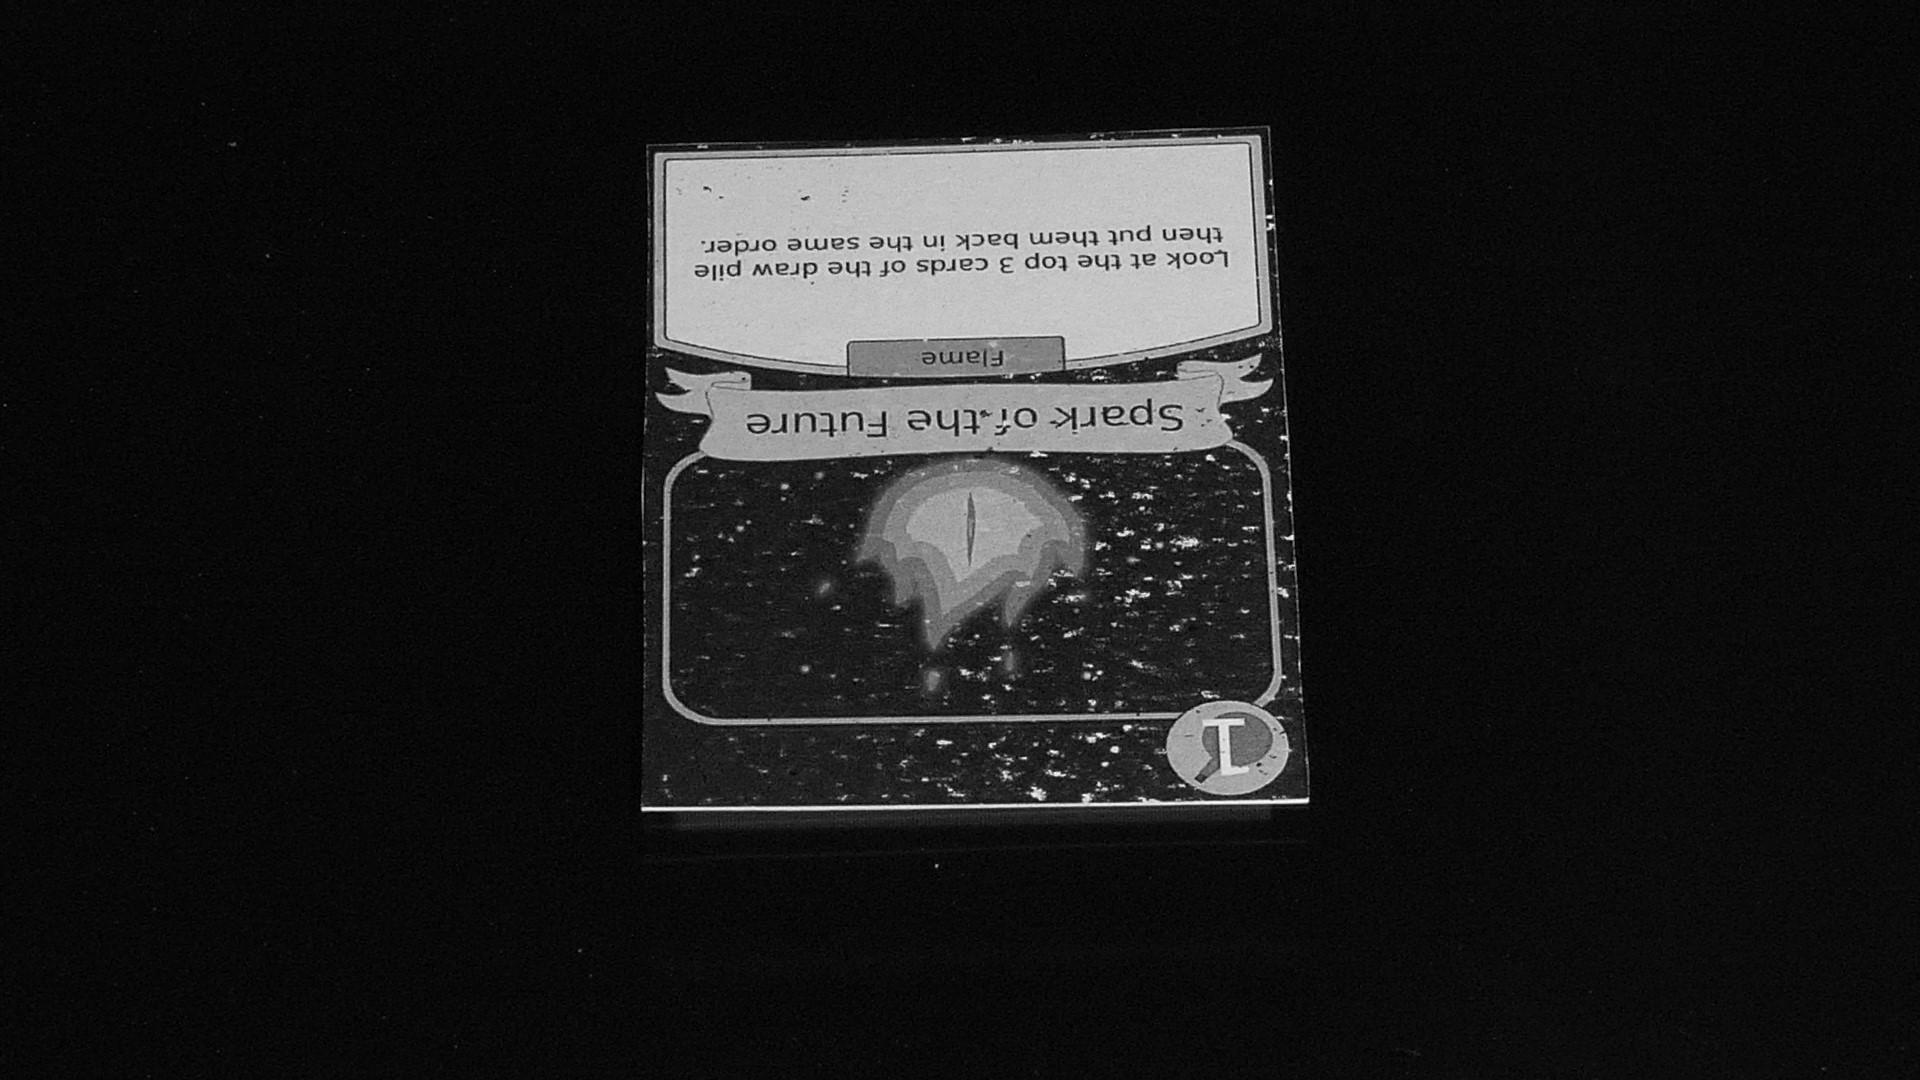 1
Spark of the Future
Flame
Look at the top 3 cards of the draw pile
then put them back in the same order.